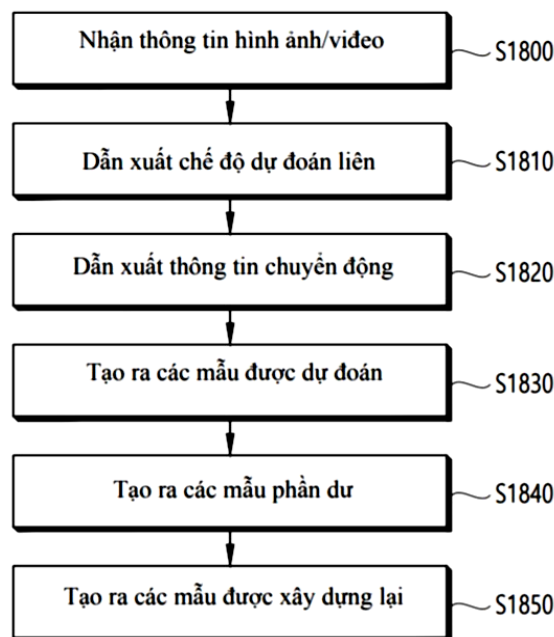 Nhận thông tin hình ảnh/viđeo
S1800
Dẫn xuất chế độ dự đoán liên
S1810
Dẫn xuất thông tin chuyển động
S1820
Tạo ra các mẫu được dự đoán
S1830
Tạo ra các mẫu phần dư
S1840
Tạo ra các mẫu được xây dựng lại
S1850